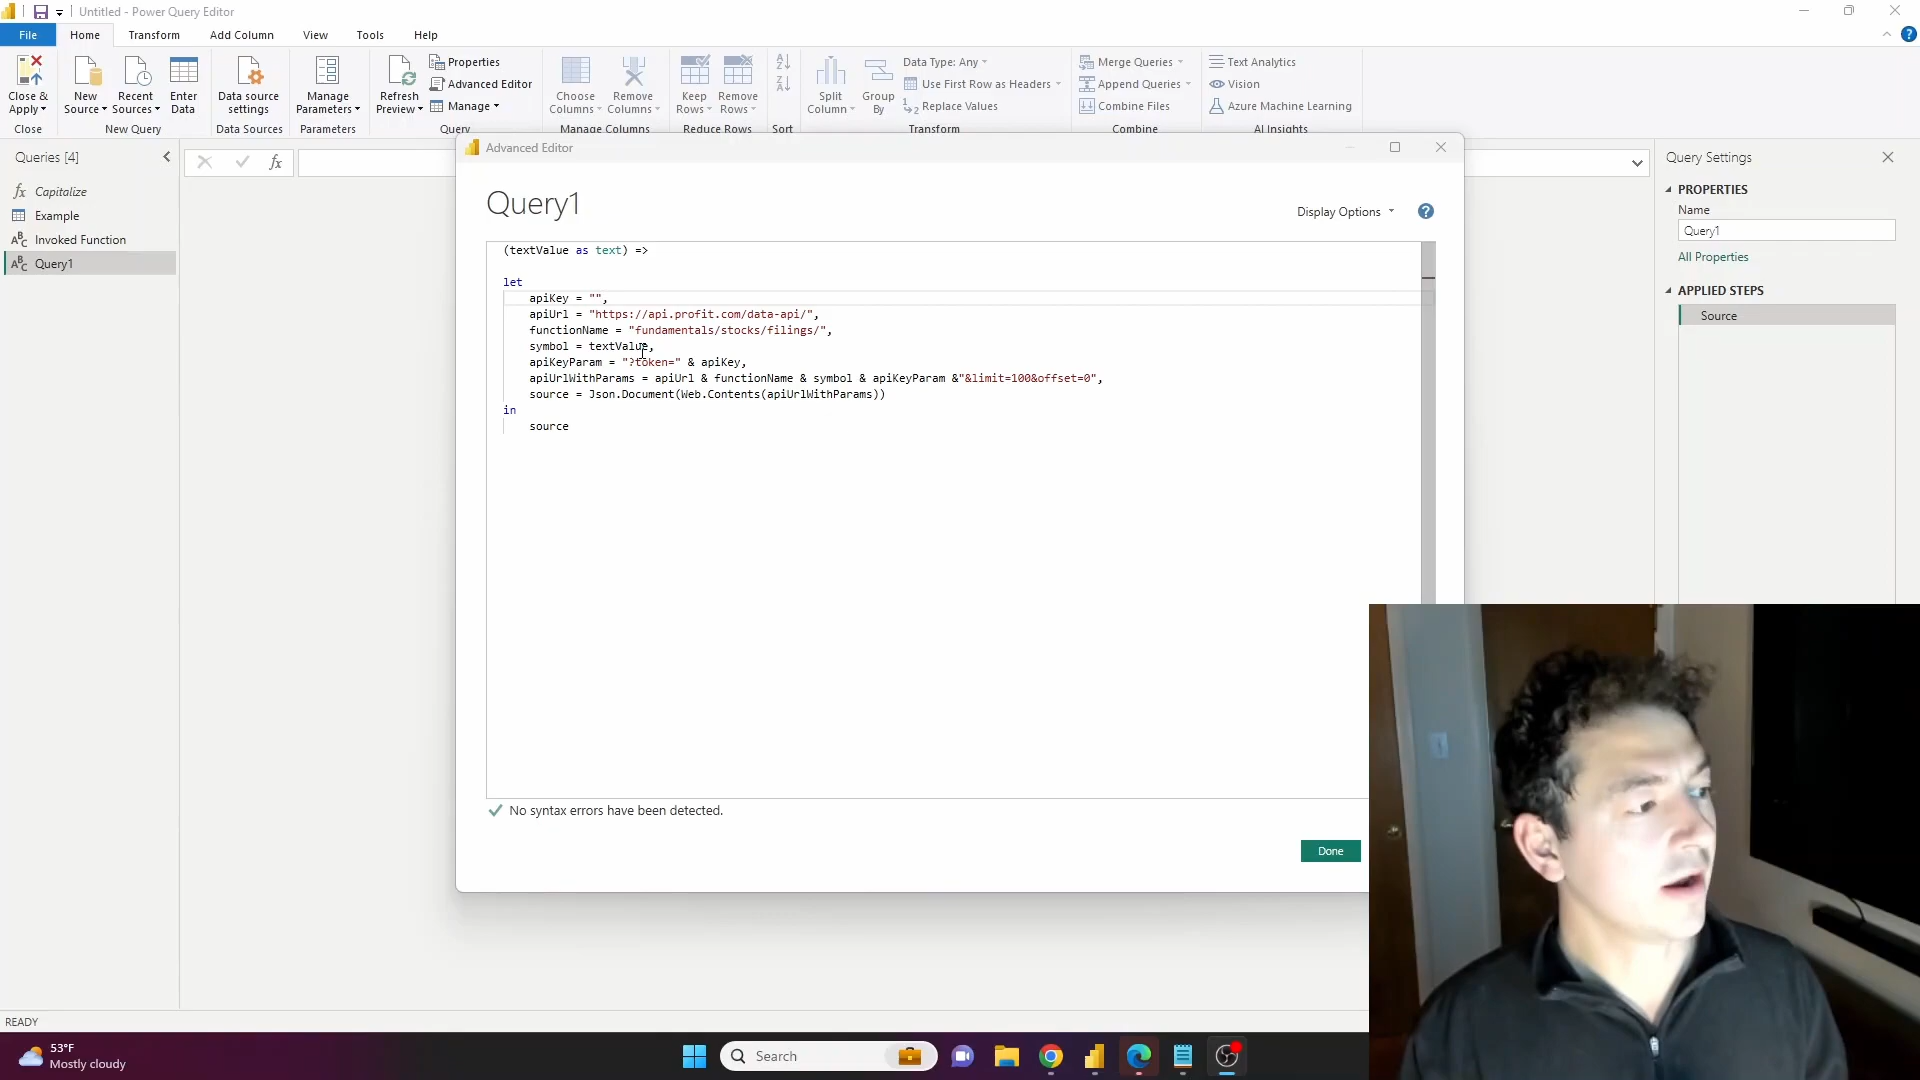 Untitled - Power Query Editor
File
Home
Transform
Add Column
View
Tools
Help
Close &
Apply
New
Source
Recent
Sources
Enter
Data
Data source
settings
Manage
Parameters
Refresh
Preview
Properties
Advanced Editor
Manage
Choose
Columns
Remove
Columns
Keep
Rows
Remove
Rows
Split
Column
Group
By
Data Type: Any
Use First Row as Headers
Replace Values
Merge Queries
Append Queries
Combine Files
Text Analytics
Vision
Azure Machine Learning
Close
New Query
Data Sources
Parameters
Query
Manage Columns
Reduce Rows
Sort
Transform
Combine
AI Insights
Queries [4]
fx Capitalize
Example
Invoked Function
Query1
fx
Advanced Editor
Query1
Display Options
?
(textValue as text) =>
let
apiKey = "",
apiUrl = "https://api.profit.com/data-api/",
functionName = "fundamentals/stocks/filings/",
symbol = textValue,
apiKeyParam = "?token=" & apiKey,
apiUrlWithParams = apiUrl & functionName & symbol & apiKeyParam &"&limit=100&offset=0",
source = Json.Document(Web.Contents(apiUrlWithParams))
in
source
No syntax errors have been detected.
Done
Query Settings
PROPERTIES
Name
Query1
All Properties
APPLIED STEPS
Source
READY
53°F
Mostly cloudy
Search